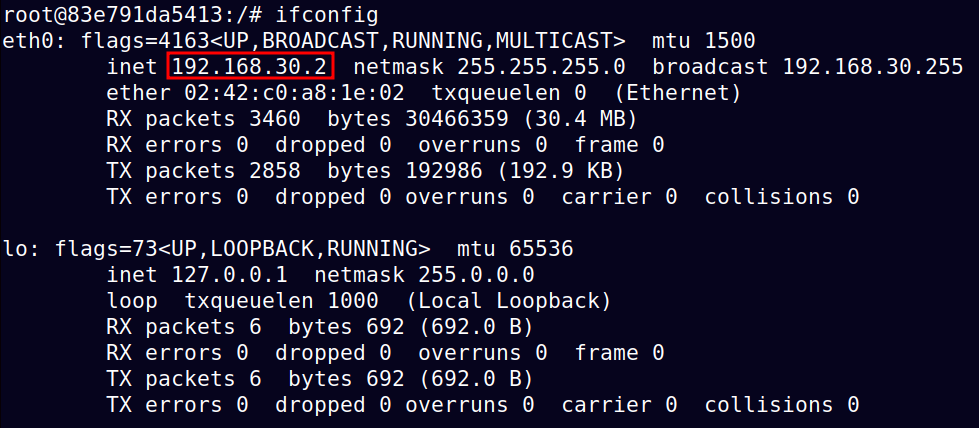 root@83e791da5413:/# ifconfig
eth0: flags=4163<UP,BROADCAST,RUNNING,MULTICAST>  mtu 1500
        inet 192.168.30.2  netmask 255.255.255.0  broadcast 192.168.30.255
        ether 02:42:c0:a8:1e:02  txqueuelen 0  (Ethernet)
        RX packets 3460  bytes 30466359 (30.4 MB)
        RX errors 0  dropped 0  overruns 0  frame 0
        TX packets 2858  bytes 192986 (192.9 KB)
        TX errors 0  dropped 0 overruns 0  carrier 0  collisions 0

lo: flags=73<UP,LOOPBACK,RUNNING>  mtu 65536
        inet 127.0.0.1  netmask 255.0.0.0
        loop  txqueuelen 1000  (Local Loopback)
        RX packets 6  bytes 692 (692.0 B)
        RX errors 0  dropped 0  overruns 0  frame 0
        TX packets 6  bytes 692 (692.0 B)
        TX errors 0  dropped 0 overruns 0  carrier 0  collisions 0